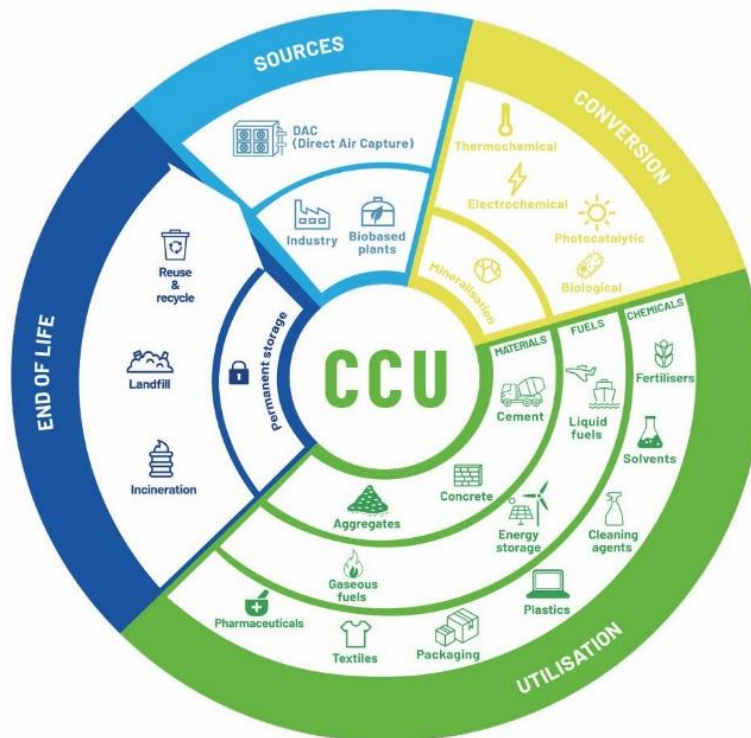 SOURCES
DAC
(Direct Air Capture)
Industry
Biobased
plants
CONVERSION
Thermochemical
Electrochemical
Photocatalytic
Biological
Mineralisation
UTILISATION
MATERIALS
FUELS
CHEMICALS
Cement
Concrete
Aggregates
Liquid
fuels
Energy
storage
Gaseous
fuels
Fertilisers
Solvents
Cleaning
agents
Plastics
Packaging
Textiles
Pharmaceuticals
END OF LIFE
Reuse
&
recycle
Landfill
Incineration
Permanent storage
CCU